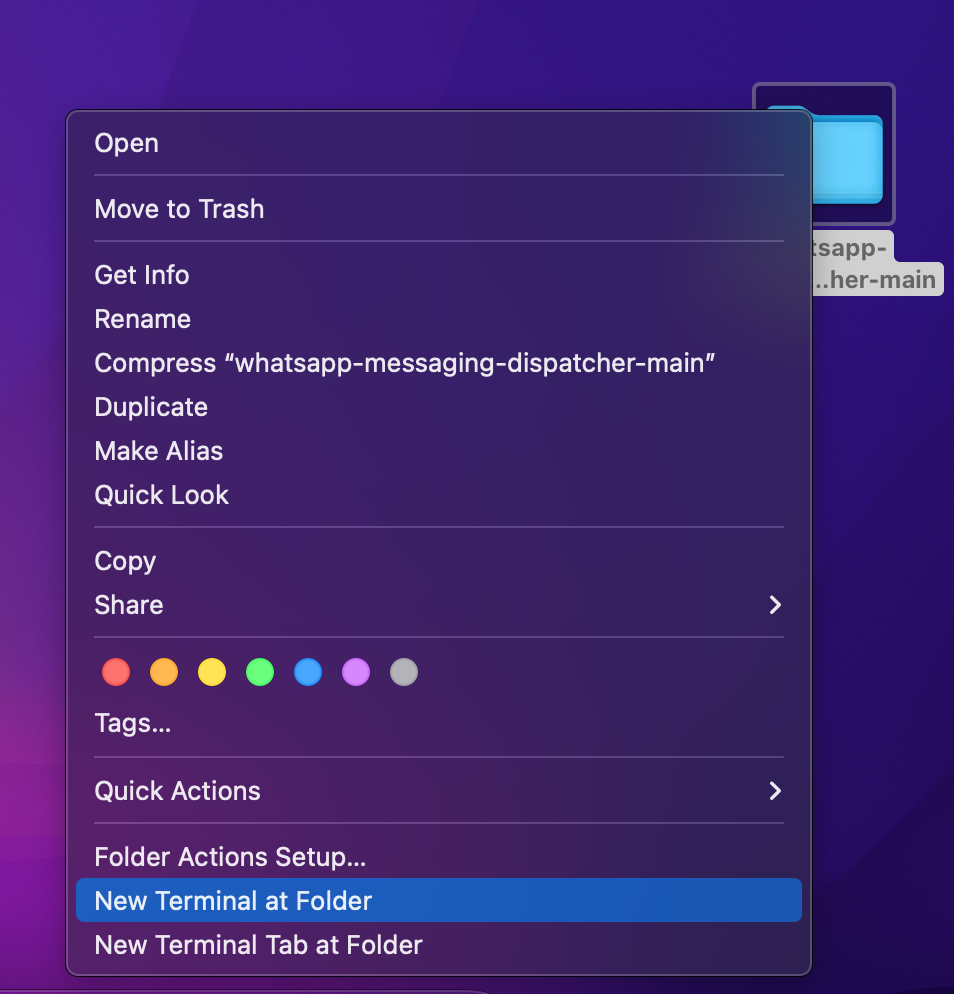 Open
Move to Trash
Get Info
Rename
Compress “whatsapp-messaging-dispatcher-main”
Duplicate
Make Alias
Quick Look
Copy
Share
Tags...
Quick Actions
Folder Actions Setup...
New Terminal at Folder
New Terminal Tab at Folder
tsapp-
...her-main